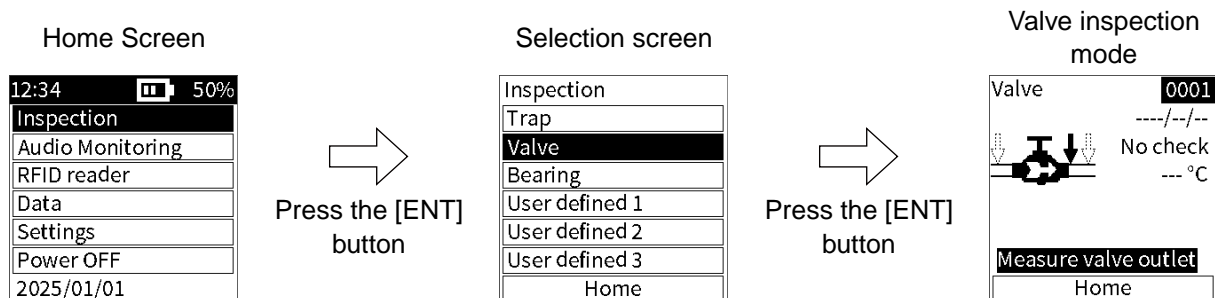 Home Screen
12:34 50%
Inspection
Audio Monitoring
RFID reader
Data
Settings
Power OFF
2025/01/01
Press the [ENT]
button
Selection screen
Inspection
Trap
Valve
Bearing
User defined 1
User defined 2
User defined 3
Home
Press the [ENT]
button
Valve inspection
mode
Valve 0001
----/--/--
No check
--- °C
Measure valve outlet
Home